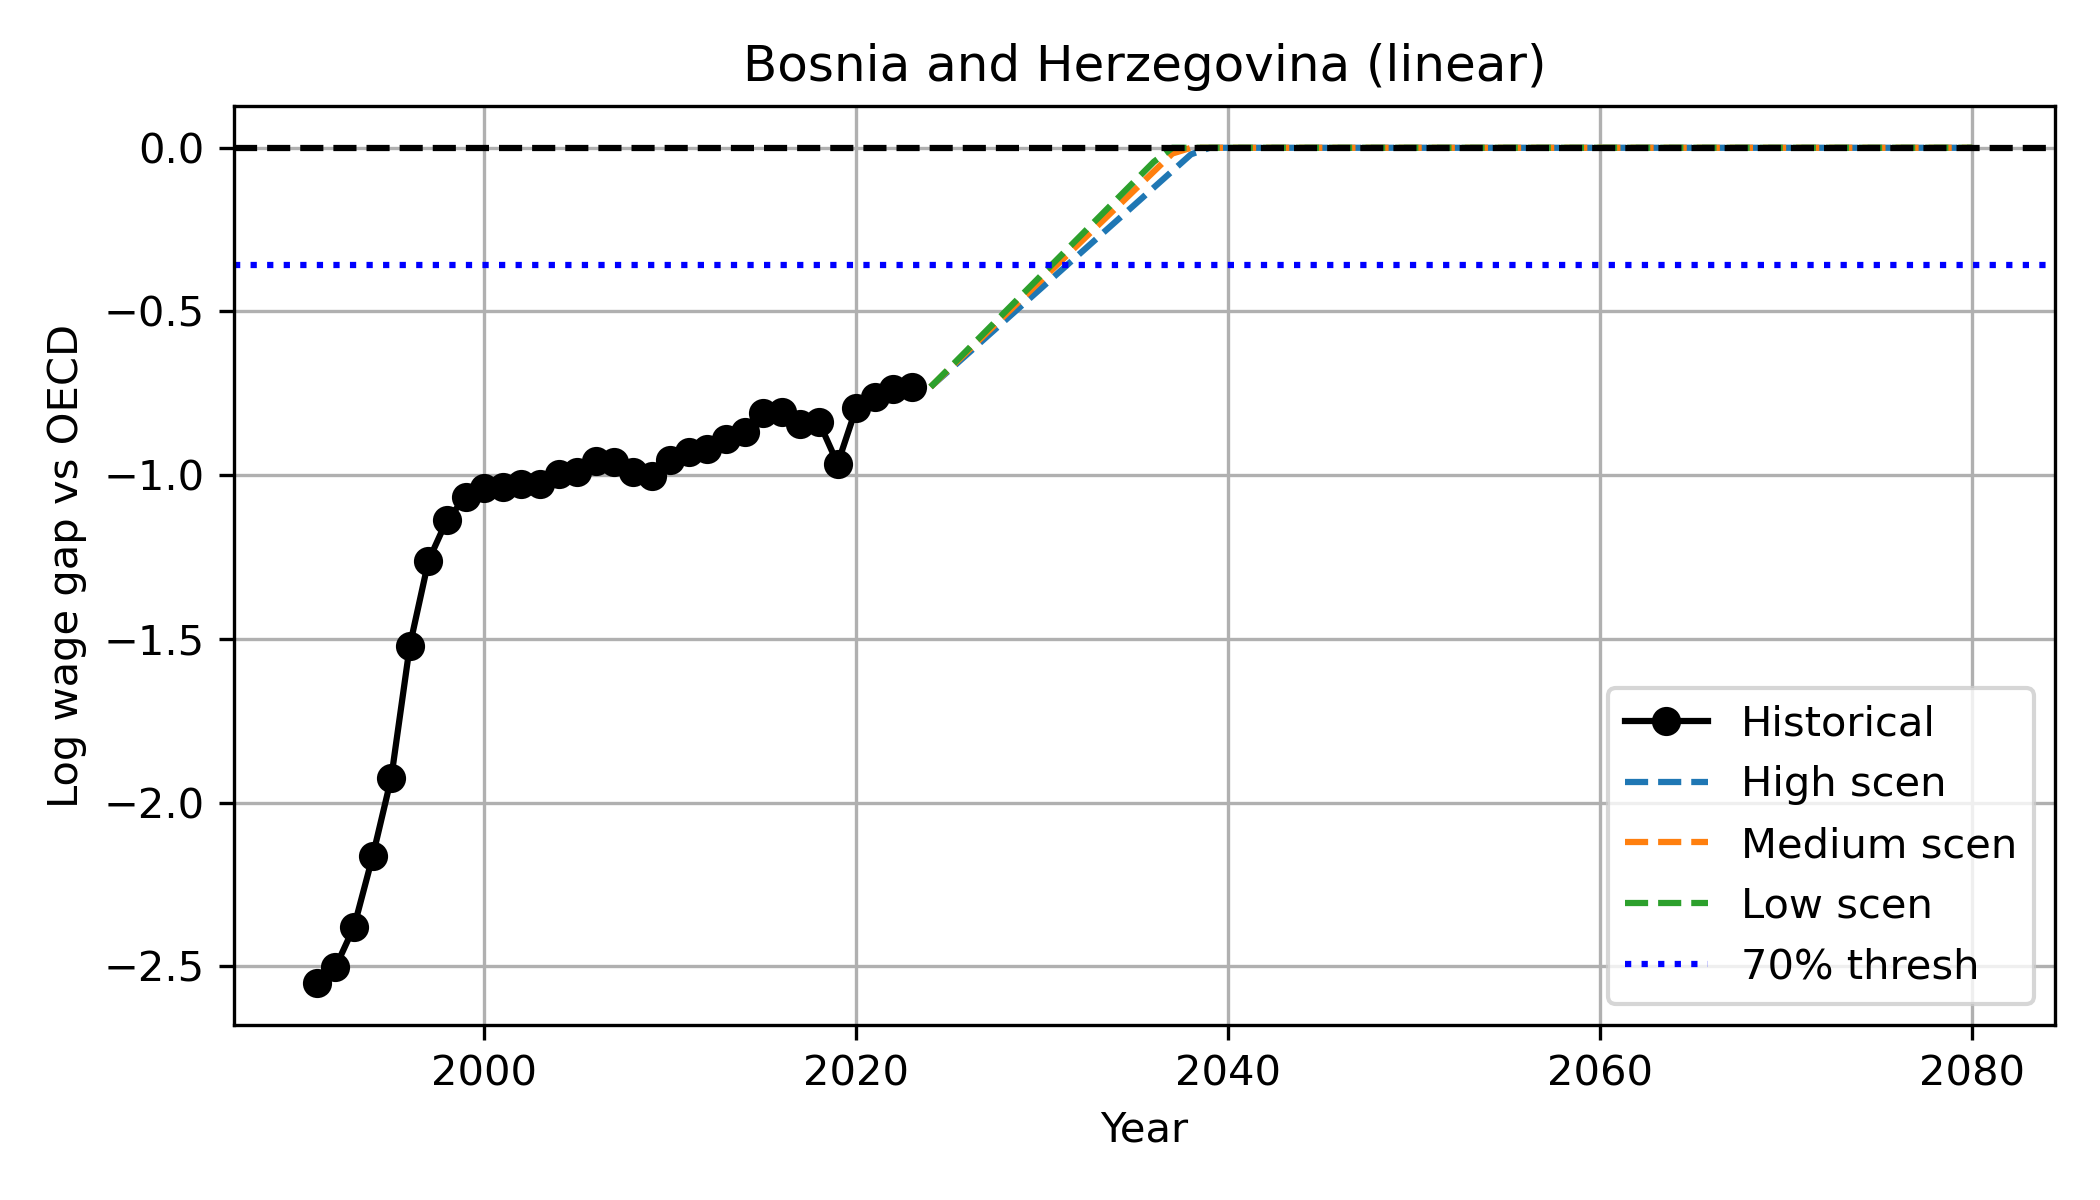 Bosnia and Herzegovina (linear)
Log wage gap vs OECD
0.0
−0.5
−1.0
−1.5
−2.0
−2.5
Historical
High scen
Medium scen
Low scen
70% thresh
2000 2020 2040 2060 2080
Year